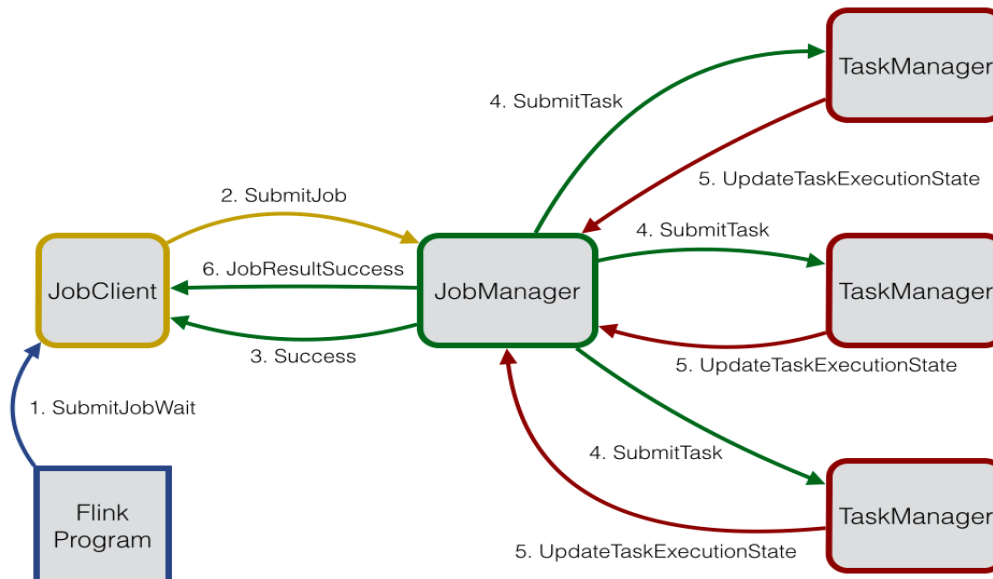 TaskManager
4. SubmitTask
5. UpdateTaskExecutionState
2. SubmitJob
4. SubmitTask
6. JobResultSuccess
JobClient
JobManager
TaskManager
3. Success
5. UpdateTaskExecutionState
1. SubmitJobWait
4. SubmitTask
Flink
Program
TaskManager
5. UpdateTaskExecutionState